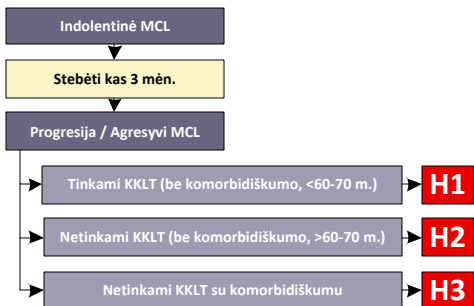 Indolentinė MCL
Stebėti kas 3 mėn.
Progresija / Agresyvi MCL
Tinkami KKLT (be komorbidiškumo, <60-70 m.)
H1
Netinkami KKLT (be komorbidiškumo, >60-70 m.)
H2
Netinkami KKLT su komorbidiškumu
H3